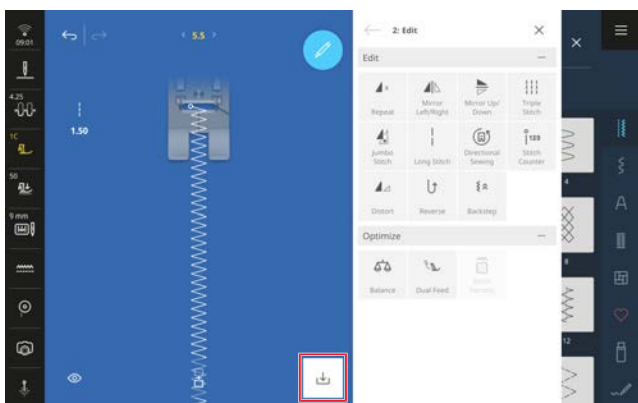 09:01
4.25
1C
50
9 mm
5.5
1.50
2: Edit
Edit
Repeat
Mirror
Left/Right
Mirror Up/
Down
Triple
Stitch
Jumbo
Stitch
Long Stitch
Directional
Sewing
123
Stitch
Counter
Distort
Reverse
Backstep
Optimize
Balance
Dual Feed
4
8
12
A